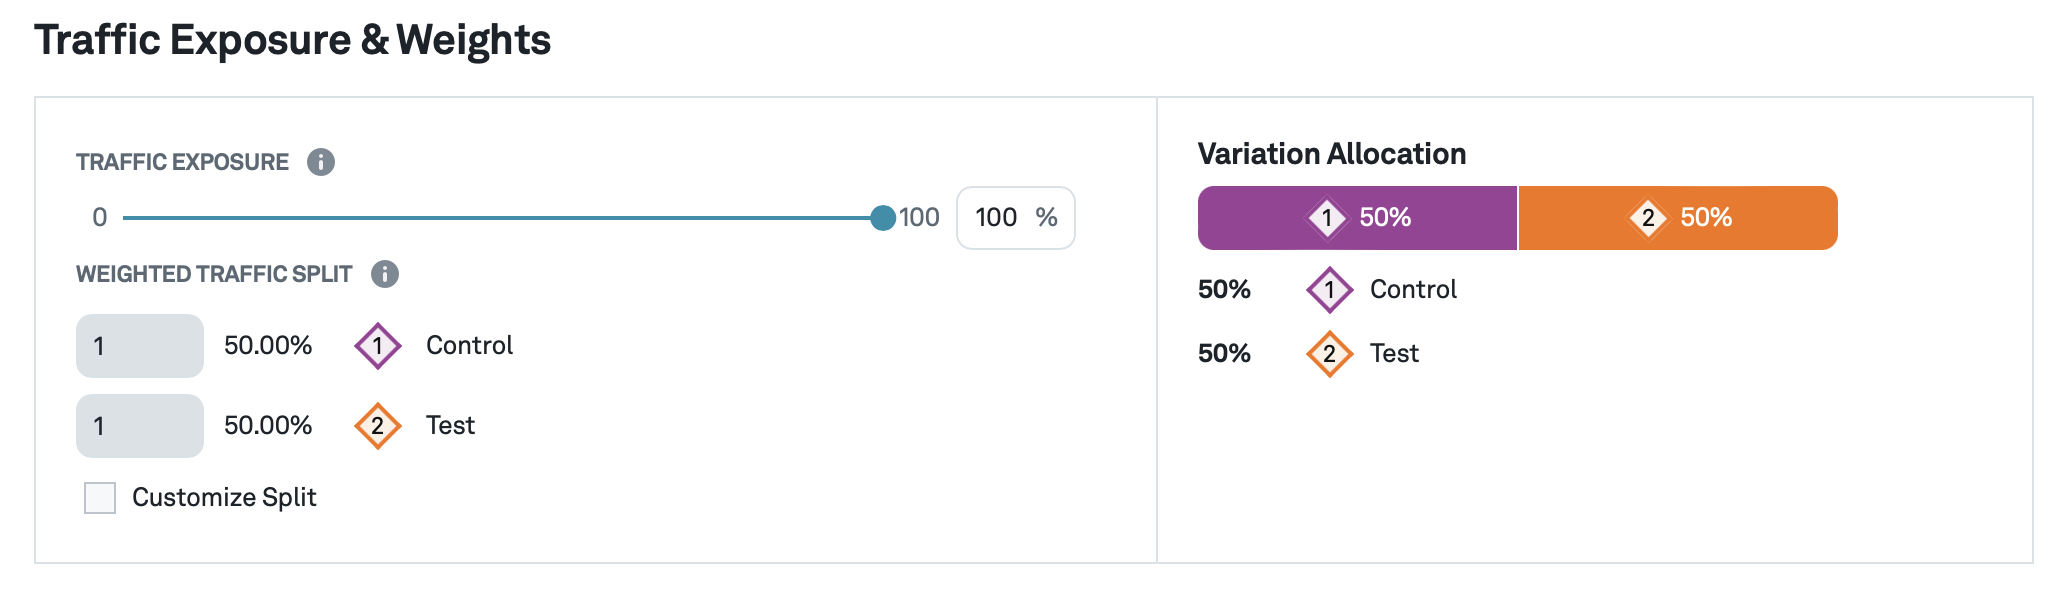 Traffic Exposure & Weights
TRAFFIC EXPOSURE
0 100 100 %
WEIGHTED TRAFFIC SPLIT
1 50.00% 1 Control
1 50.00% 2 Test
Customize Split
Variation Allocation
1 50% 2 50%
50% 1 Control
50% 2 Test